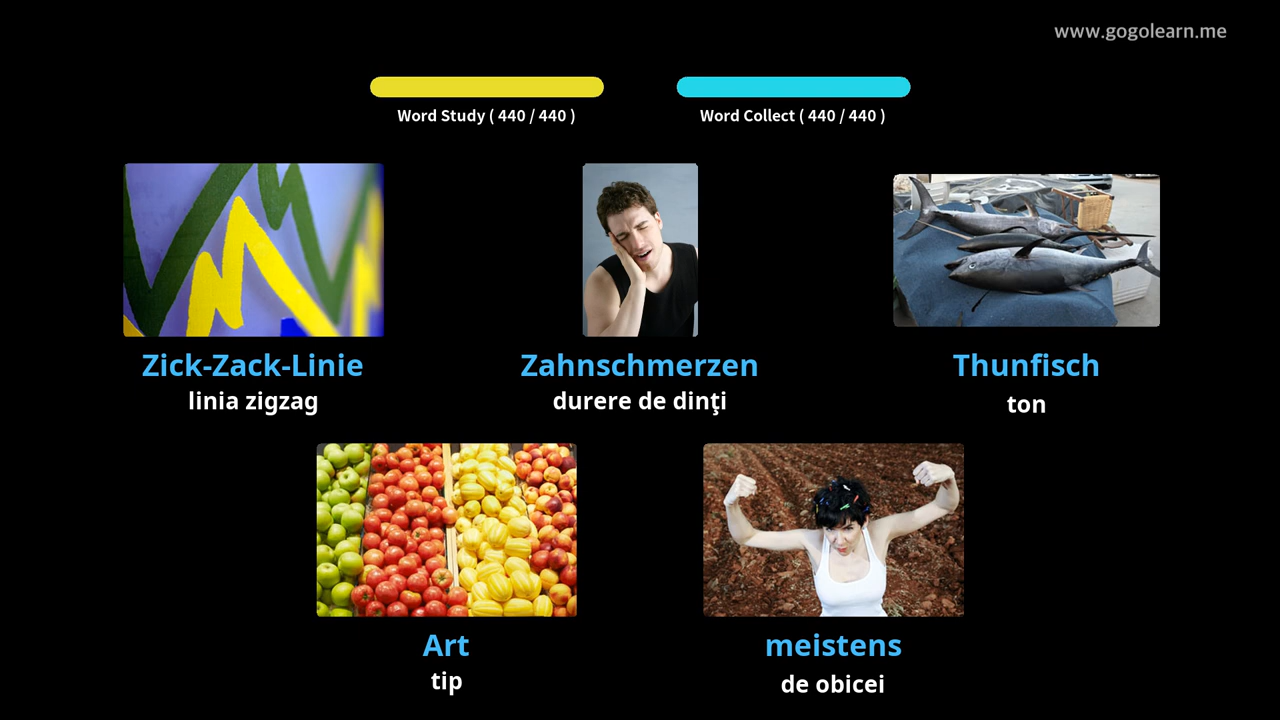 www.gogolearn.me
Word Study ( 440 / 440 )
Word Collect ( 440 / 440 )
Zick-Zack-Linie
linia zigzag
Zahnschmerzen
durere de dinţi
Thunfisch
ton
Art
tip
meistens
de obicei